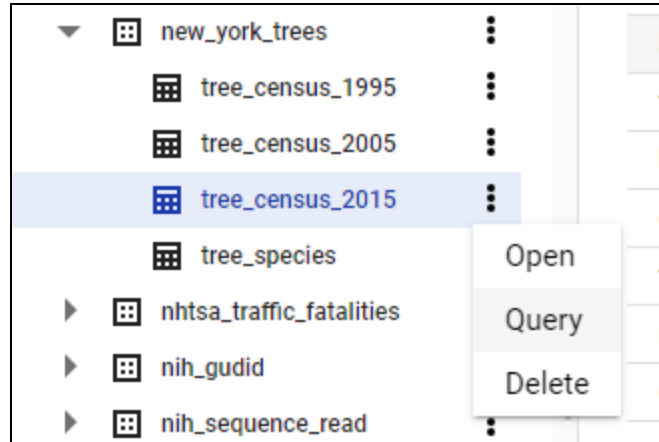 new_york_trees
tree_census_1995
tree_census_2005
tree_census_2015
tree_species
Open
nhtsa_traffic_fatalities
Query
nih_gudid
Delete
nih_sequence_read